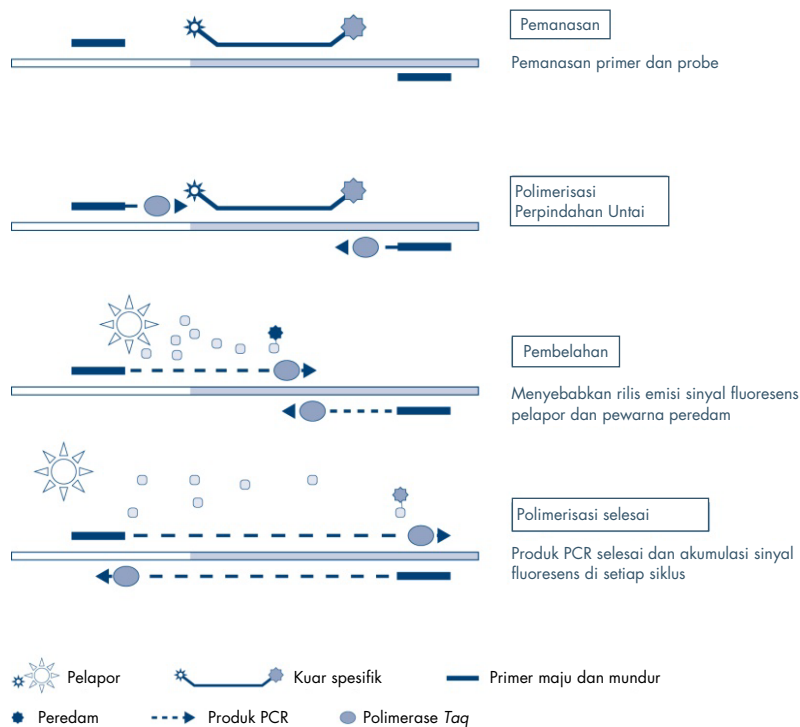 Pemanasan
Pemanasan primer dan probe
Polimerisasi
Perpindahan Untai
Pembelahan
Menyebabkan rilis emisi sinyal fluoresens
pelapor dan pewarna peredam
Polimerisasi selesai
Produk PCR selesai dan akumulasi sinyal
fluoresens di setiap siklus
Pelapor
Kuar spesifik
Primer maju dan mundur
Peredam
Produk PCR
Polimerase Taq